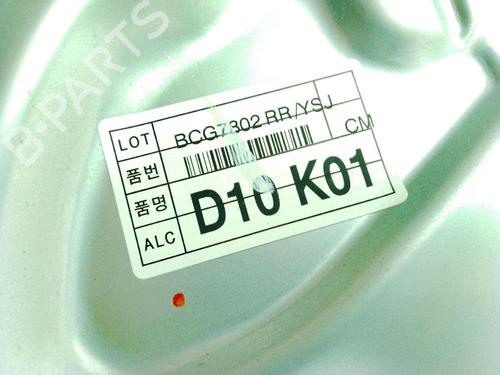 B-PARTS
LOT BCG7302 RR/YSJ
CM
품번
품명 D10 K01
ALC